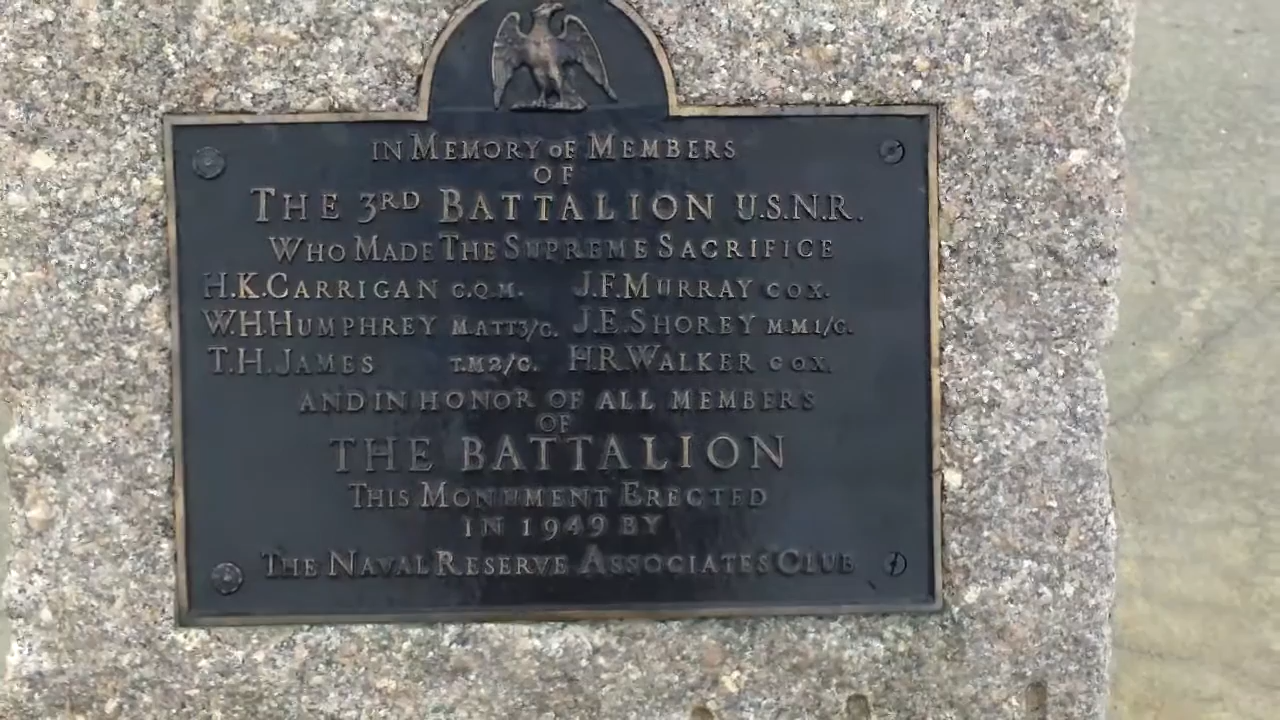 IN MEMORY OF MEMBERS
OF
THE 3RD BATTALION U.S.N.R.
WHO MADE THE SUPREME SACRIFICE
H.K.CARRIGAN C.Q.M. J.F.MURRAY COX.
W.H.HUMPHREY M.ATT3/C. J.E.SHOREY M.M1/C.
T.H.JAMES T.M2/C. H.R.WALKER COX.
AND IN HONOR OF ALL MEMBERS
OF
THE BATTALION
THIS MONUMENT ERECTED
IN 1949 BY
THE NAVAL RESERVE ASSOCIATES CLUB